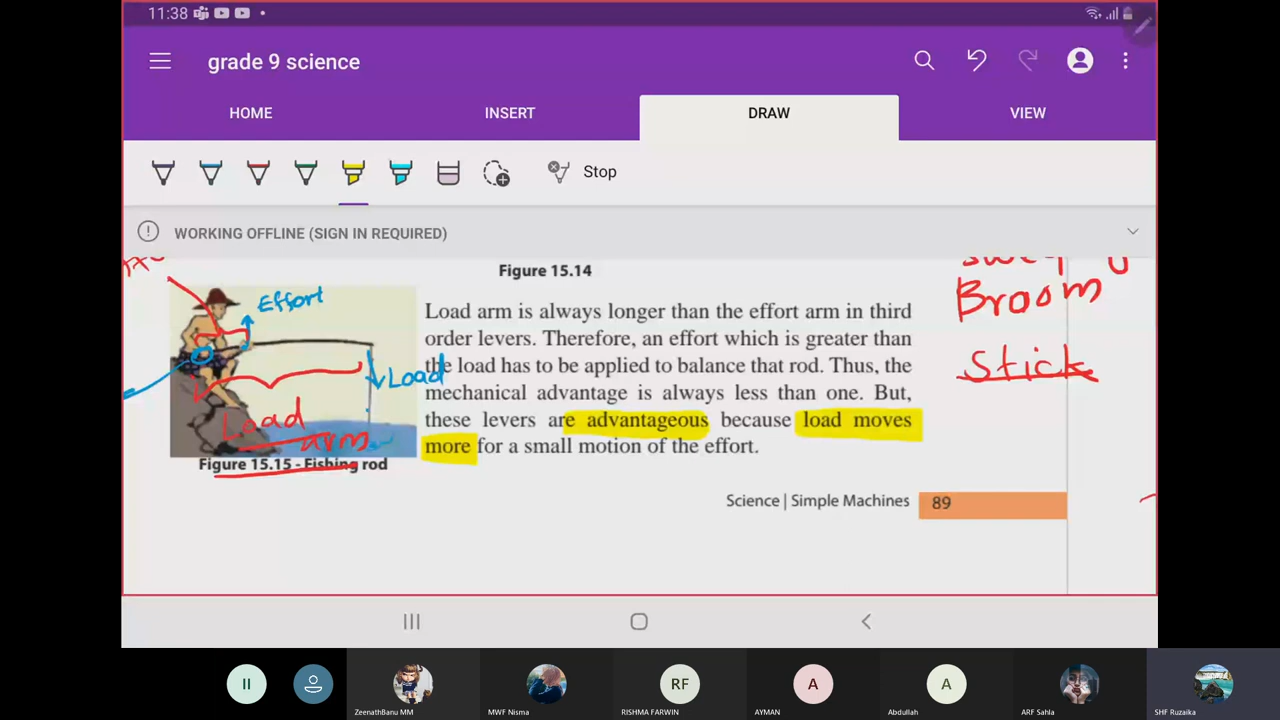 11:38
grade 9 science
HOME INSERT DRAW VIEW
Stop
WORKING OFFLINE (SIGN IN REQUIRED)
Figure 15.14
Effort
Load
Load
arm
Figure 15.15 - Fishing rod
Load arm is always longer than the effort arm in third
order levers. Therefore, an effort which is greater than
the load has to be applied to balance that rod. Thus, the
mechanical advantage is always less than one. But,
these levers are advantageous because load moves
more for a small motion of the effort.
Broom
Stick
Science | Simple Machines 89
II
RF
A
A
ZeenathBanu MM
MWF Nisma
RISHMA FARWIN
AYMAN
Abdullah
ARF Sahla
SHF Ruzaika